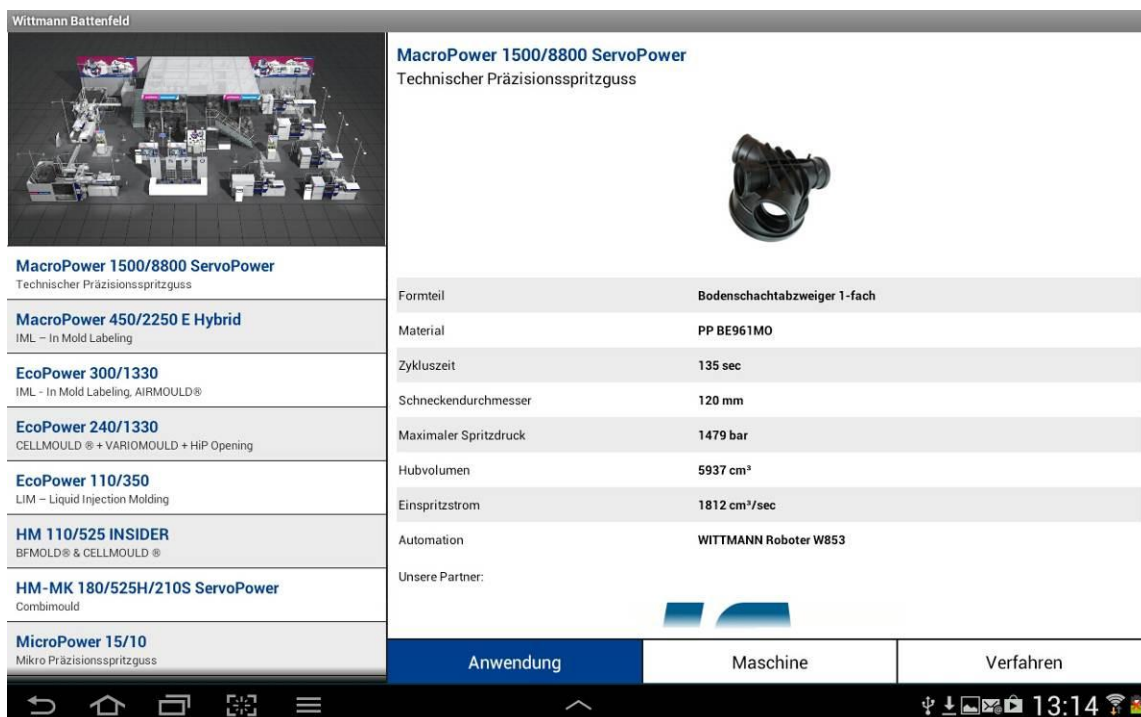 Wittmann Battenfeld
INFO
MacroPower 1500/8800 ServoPower
Technischer Präzisionsspritzguss
MacroPower 450/2250 E Hybrid
IML – In Mold Labeling
EcoPower 300/1330
IML - In Mold Labeling, AIRMOULD®
EcoPower 240/1330
CELLMOULD ® + VARIOMOULD + HiP Opening
EcoPower 110/350
LIM – Liquid Injection Molding
HM 110/525 INSIDER
BFMOLD® & CELLMOULD ®
HM-MK 180/525H/210S ServoPower
Combimould
MicroPower 15/10
Mikro Präzisionsspritzguss
MacroPower 1500/8800 ServoPower
Technischer Präzisionsspritzguss
Formteil Bodenschachtabzweiger 1-fach
Material PP BE961MO
Zykluszeit 135 sec
Schneckendurchmesser 120 mm
Maximaler Spritzdruck 1479 bar
Hubvolumen 5937 cm³
Einspritzstrom 1812 cm³/sec
Automation WITTMANN Roboter W853
Unsere Partner:
Anwendung Maschine Verfahren
13:14